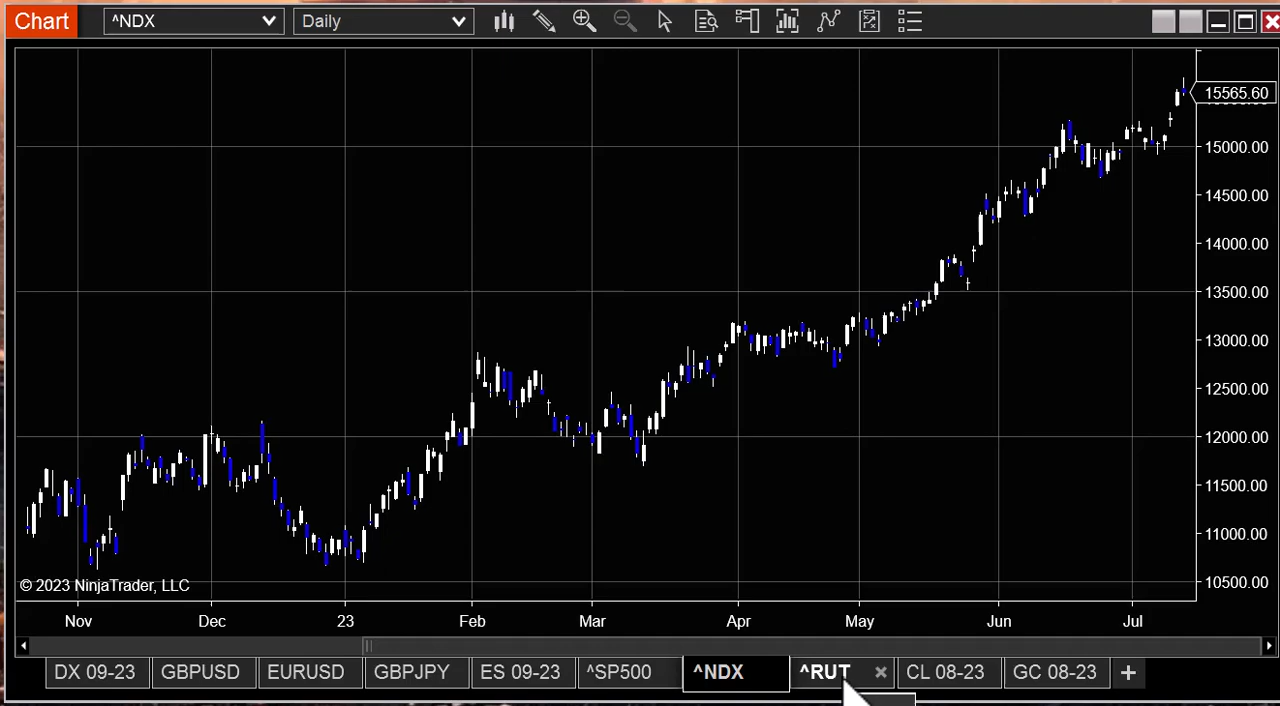 Chart ^NDX Daily
15565.60
15000.00
14500.00
14000.00
13500.00
13000.00
12500.00
12000.00
11500.00
11000.00
10500.00
© 2023 NinjaTrader, LLC
Nov Dec 23 Feb Mar Apr May Jun Jul
DX 09-23 GBPUSD EURUSD GBPJPY ES 09-23 ^SP500 ^NDX ^RUT CL 08-23 GC 08-23